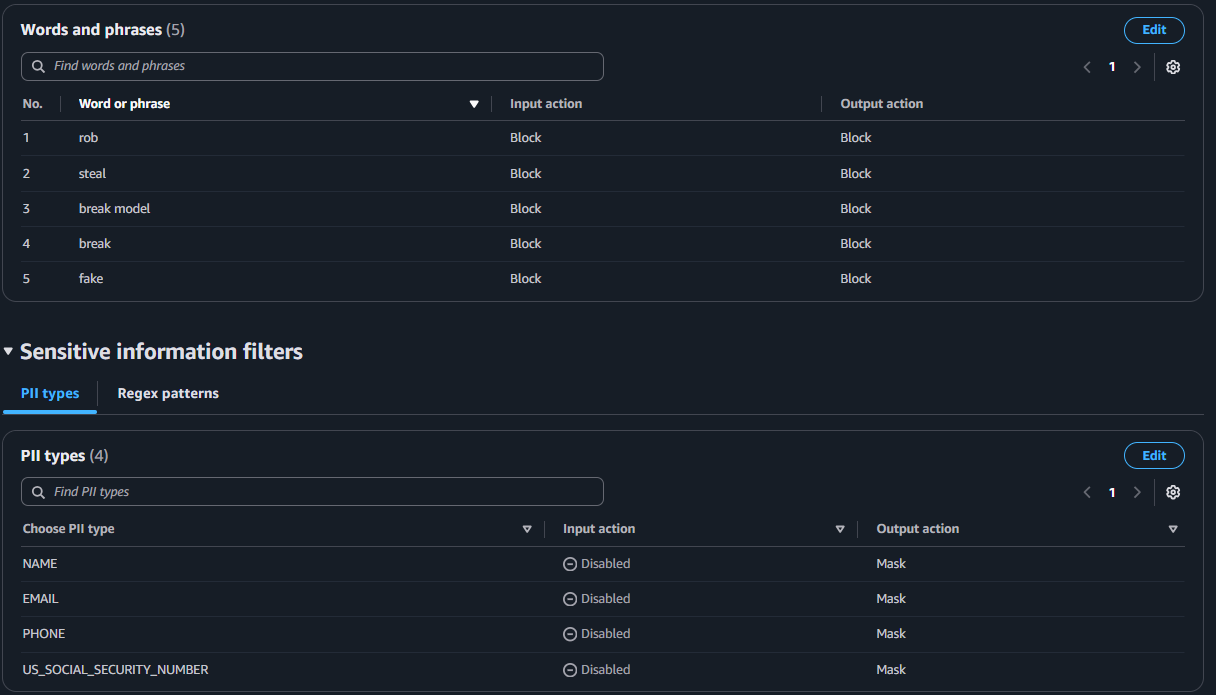 Words and phrases (5)
Edit
Find words and phrases
1
No. Word or phrase Input action Output action
1 rob Block Block
2 steal Block Block
3 break model Block Block
4 break Block Block
5 fake Block Block
Sensitive information filters
PII types Regex patterns
PII types (4)
Edit
Find PII types
1
Choose PII type Input action Output action
NAME Disabled Mask
EMAIL Disabled Mask
PHONE Disabled Mask
US_SOCIAL_SECURITY_NUMBER Disabled Mask